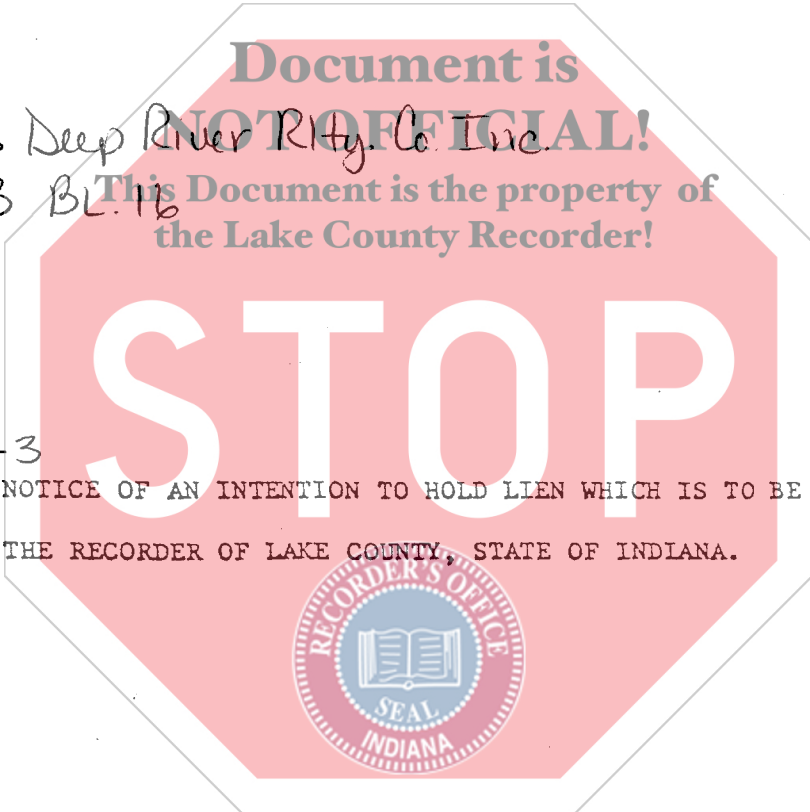 Document is
NOT OFFICIAL!
Deep River Rlty. Co. Inc.
This Document is the property of
BL. 16
the Lake County Recorder!
STOP
-3
NOTICE OF AN INTENTION TO HOLD LIEN WHICH IS TO BE
THE RECORDER OF LAKE COUNTY, STATE OF INDIANA.
RECORDER'S OFFICE
SEAL
INDIANA